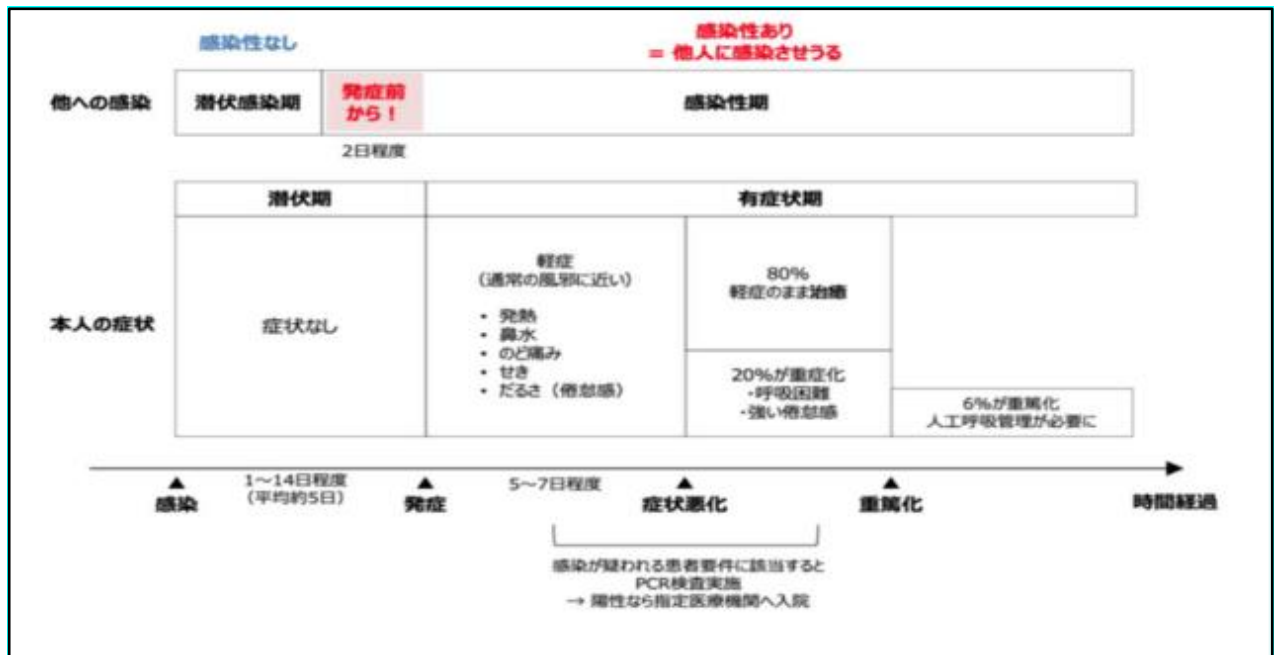 感染性なし
感染性あり
= 他人に感染させうる
他への感染
潜伏感染期
発症前
から！
感染性期
2日程度
潜伏期
有症状期
本人の症状
症状なし
軽症
（通常の風邪に近い）
・ 発熱
・ 鼻水
・ のど痛み
・ せき
・ だるさ（倦怠感）
80%
軽症のまま治癒
20%が重症化
-呼吸困難
-強い倦怠感
6%が重篤化
人工呼吸管理が必要に
1～14日程度
（平均約5日）
5～7日程度
▲
感染
▲
発症
▲
症状悪化
▲
重篤化
時間経過
感染が疑われる患者要件に該当すると
PCR検査実施
→ 陽性なら指定医療機関へ入院